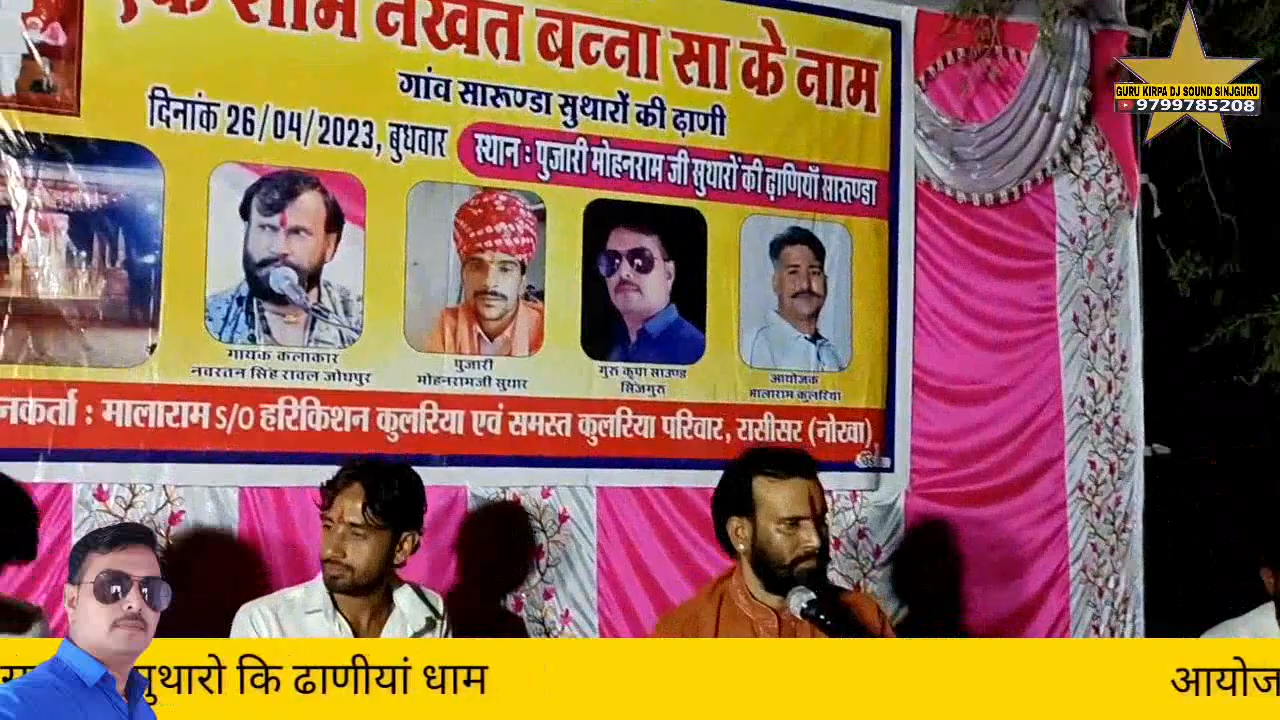 एक शाम नखत बन्ना सा के नाम
गांव सारूण्डा सुथारों की ढ़ाणी
दिनांक 26/04/2023, बुधवार
स्थान : पुजारी मोहनराम जी सुथारों की ढ़ाणियाँ सारूण्डा
गायक कलाकार
नवरतन सिंह रावल जोधपुर
पुजारी
मोहनरामजी सुथार
गुरु कृपा साउण्ड
सिंजगुरु
आयोजक
मालाराम कुलरिया
नकर्ता : मालाराम S/O हरिकिशन कुलरिया एवं समस्त कुलरिया परिवार, रासीसर (नोखा)
GURU KIRPA DJ SOUND SINJGURU
9799785208
सुथारो कि ढाणीयां धाम
आयोज